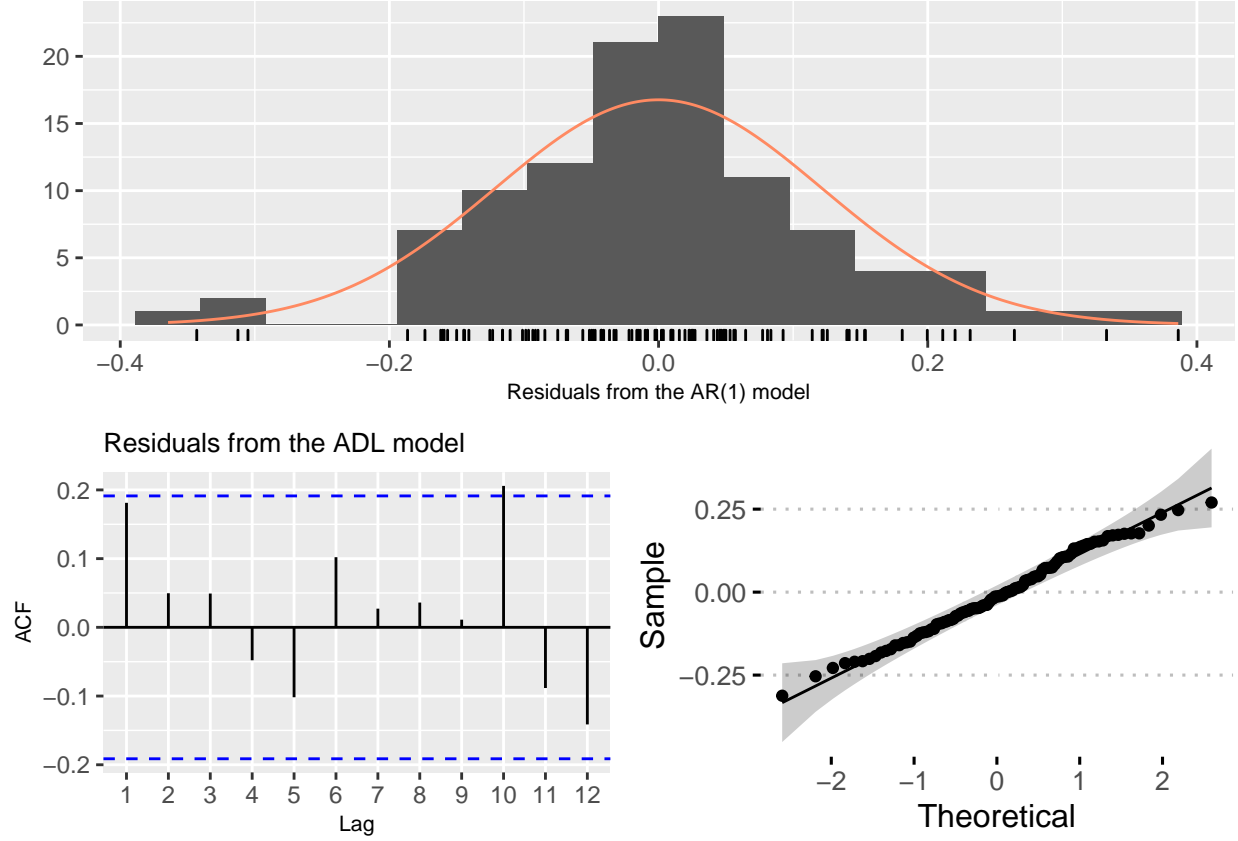 20
15
10
5
0
−0.4 −0.2 0.0 0.2 0.4
Residuals from the AR(1) model
Residuals from the ADL model
0.2
0.1
0.0
−0.1
−0.2
ACF
1 2 3 4 5 6 7 8 9 10 11 12
Lag
0.25
0.00
−0.25
Sample
−2 −1 0 1 2
Theoretical